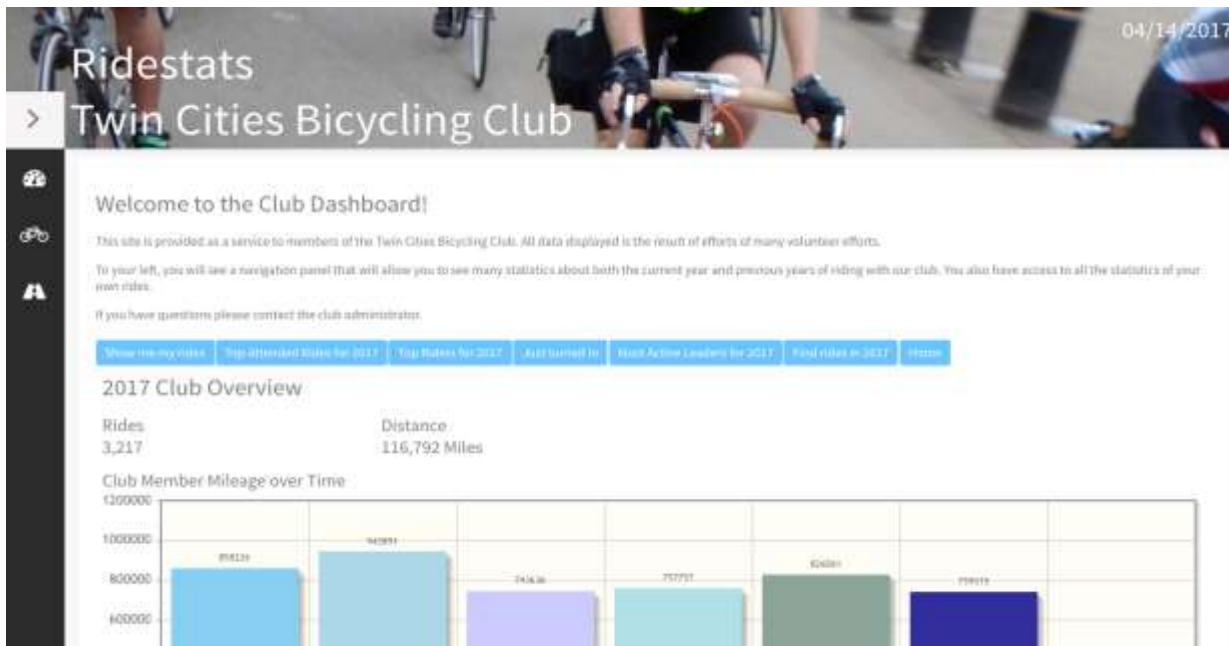 04/14/2017
Ridestats
Twin Cities Bicycling Club
Welcome to the Club Dashboard!
This site is provided as a service to members of the Twin Cities Bicycling Club. All data displayed is the result of efforts of many volunteer efforts.
To your left, you will see a navigation panel that will allow you to see many statistics about both the current year and previous years of riding with our club. You also have access to all the statistics of your
own rides.
If you have questions please contact the club administrator.
Show me my rides Top Attended Rides for 2017 Top Riders for 2017 Just turned in Most Active Leaders for 2017 Find rides in 2017 Home
2017 Club Overview
Rides Distance
3,217 116,792 Miles
Club Member Mileage over Time
1200000
1000000
800000
757757
600000